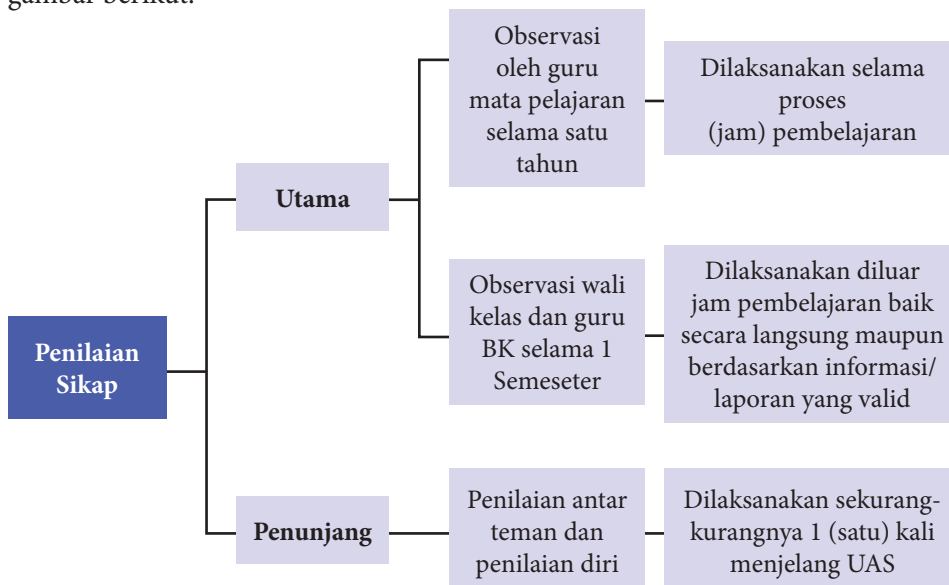 gambar berikut:
Observasi
oleh guru
mata pelajaran
selama satu
tahun
Dilaksanakan selama
proses
(jam) pembelajaran
Utama
Observasi wali
kelas dan guru
BK selama 1
Semeseter
Dilaksanakan diluar
jam pembelajaran baik
secara langsung maupun
berdasarkan informasi/
laporan yang valid
Penilaian
Sikap
Penunjang
Penilaian antar
teman dan
penilaian diri
Dilaksanakan sekurang-
kurangnya 1 (satu) kali
menjelang UAS